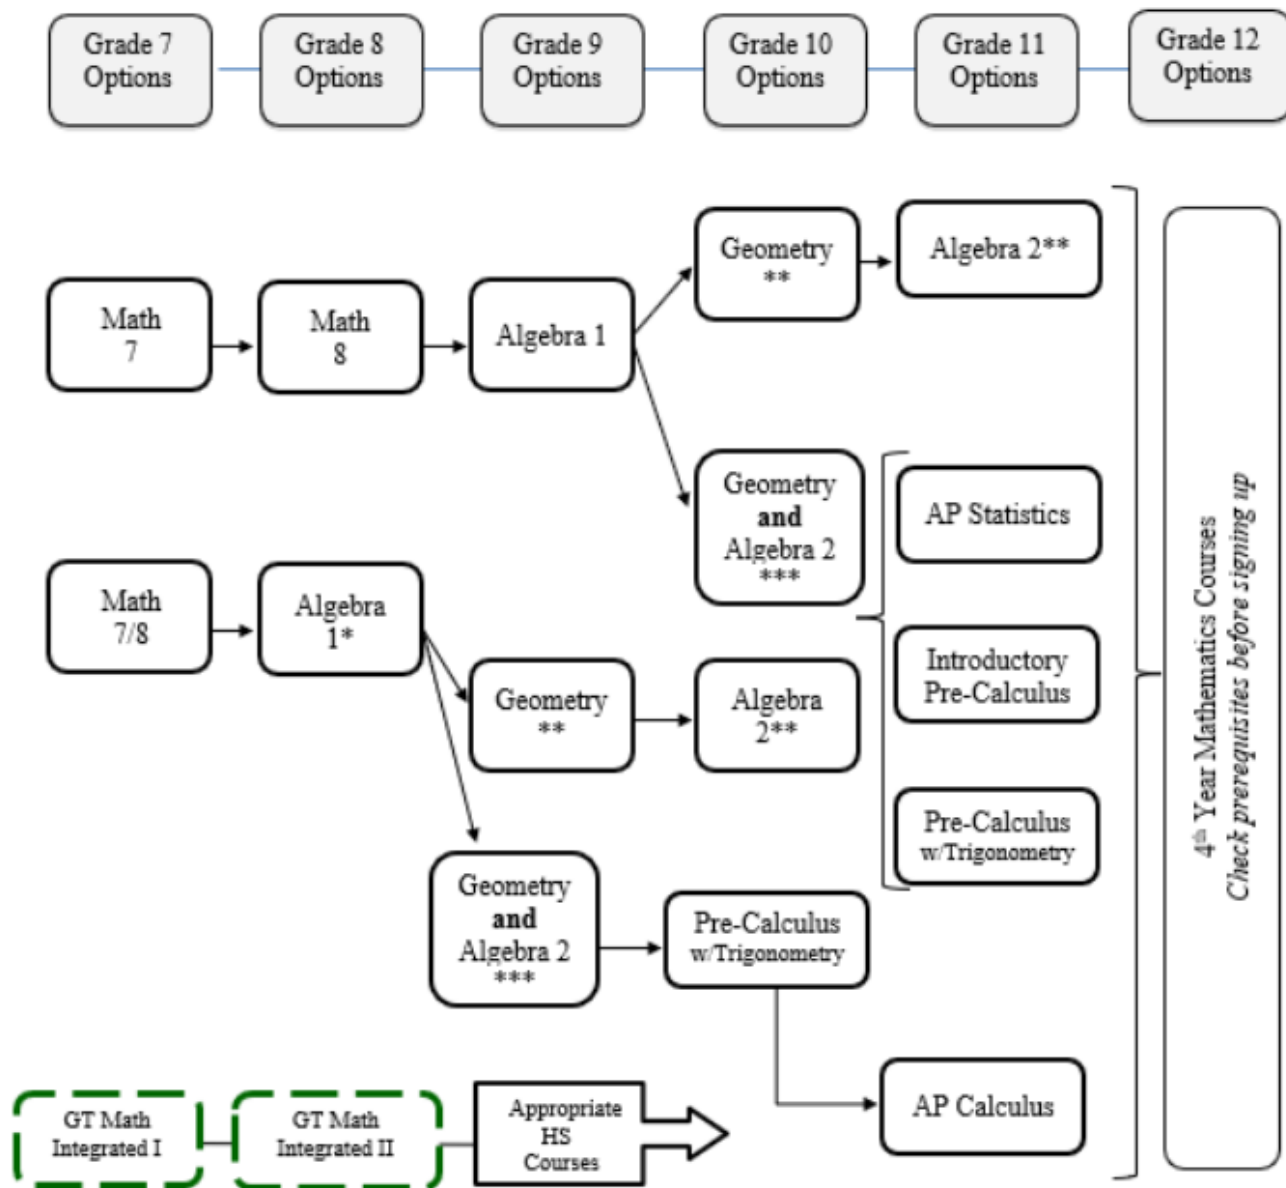 Grade 7
Options
Grade 8
Options
Grade 9
Options
Grade 10
Options
Grade 11
Options
Grade 12
Options
Math
7
Math
8
Algebra 1
Geometry
**
Algebra 2**
Geometry
and
Algebra 2
***
AP Statistics
Math
7/8
Algebra
1*
Geometry
**
Algebra
2**
Introductory
Pre-Calculus
Pre-Calculus
w/Trigonometry
Geometry
and
Algebra 2
***
Pre-Calculus
w/Trigonometry
AP Calculus
GT Math
Integrated I
GT Math
Integrated II
Appropriate
HS
Courses
4th Year Mathematics Courses
Check prerequisites before signing up